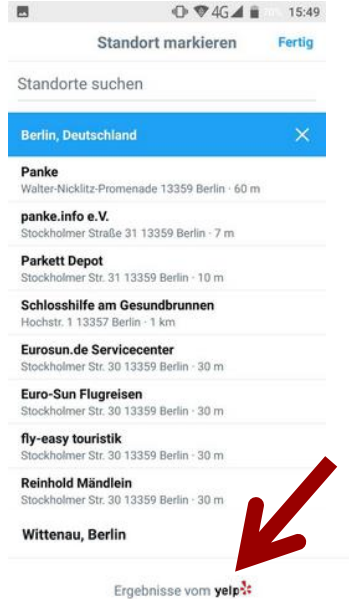 4G 15:49
Standort markieren Fertig
Standorte suchen
Berlin, Deutschland
Panke
Walter-Nicklitz-Promenade 13359 Berlin · 60 m
panke.info e.V.
Stockholmer Straße 31 13359 Berlin · 7 m
Parkett Depot
Stockholmer Str. 31 13359 Berlin · 10 m
Schlosshilfe am Gesundbrunnen
Hochstr. 1 13357 Berlin · 1 km
Eurosun.de Servicecenter
Stockholmer Str. 30 13359 Berlin · 30 m
Euro-Sun Flugreisen
Stockholmer Str. 30 13359 Berlin · 30 m
fly-easy touristik
Stockholmer Str. 30 13359 Berlin · 30 m
Reinhold Mändlein
Stockholmer Str. 30 13359 Berlin · 30 m
Wittenau, Berlin
Ergebnisse vom yelp